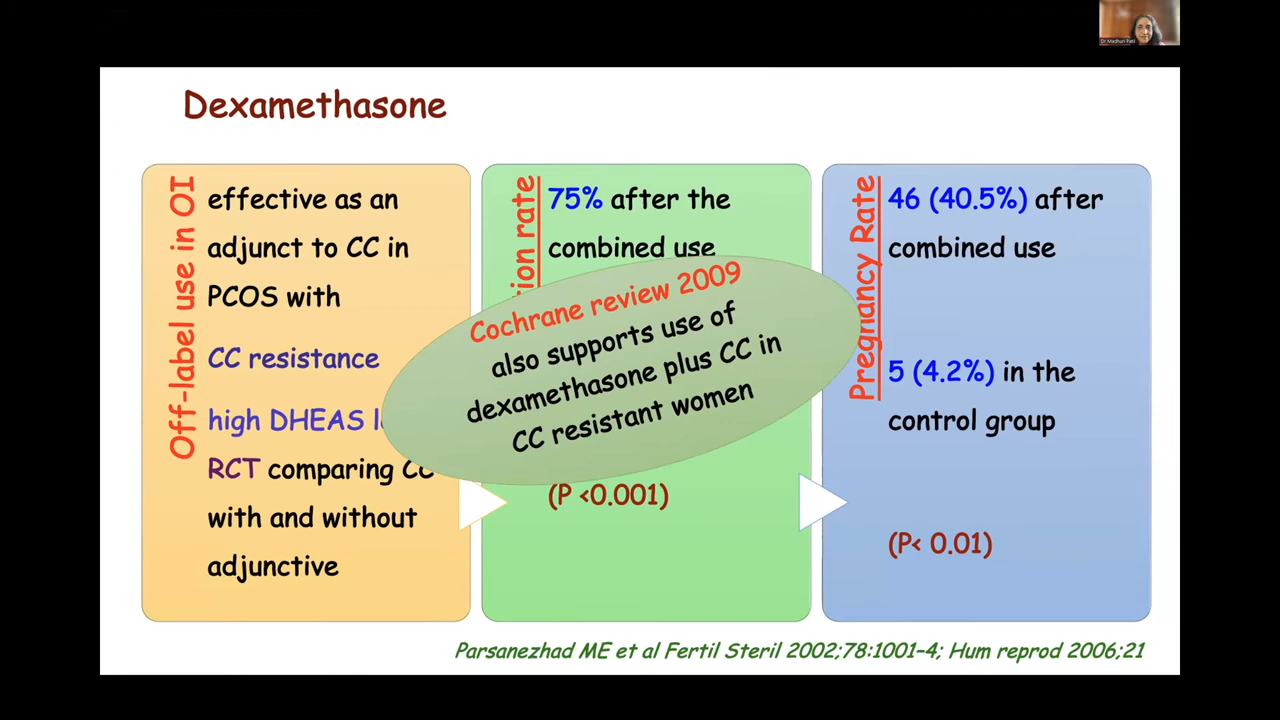 Dr Madhuri Patil
Dexamethasone
Off-label use in OI
effective as an
adjunct to CC in
PCOS with
CC resistance
high DHEAS
RCT comparing CC
with and without
adjunctive
rate
75% after the
combined use
(P <0.001)
Cochrane review 2009
also supports use of
dexamethasone plus CC in
CC resistant women
Pregnancy Rate
46 (40.5%) after
combined use
5 (4.2%) in the
control group
(P< 0.01)
Parsanezhad ME et al Fertil Steril 2002;78:1001–4; Hum reprod 2006;21